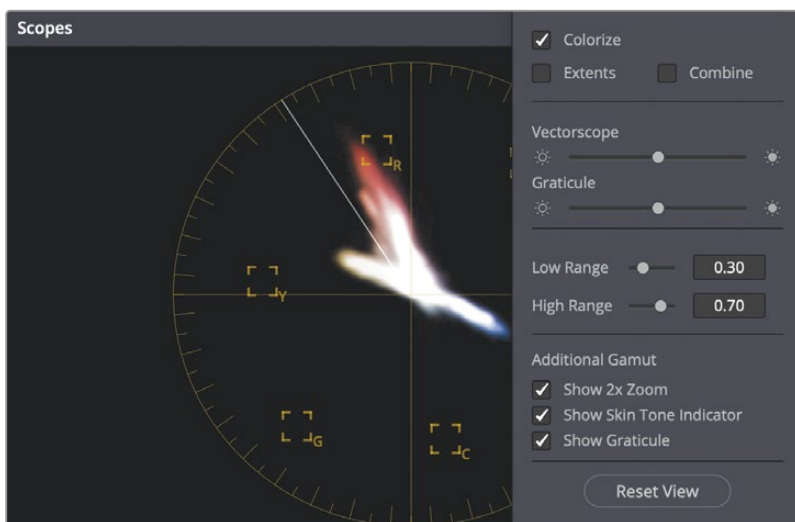 Scopes
R
Y
G
C
Colorize
Extents Combine
Vectorscope
Graticule
Low Range 0.30
High Range 0.70
Additional Gamut
Show 2x Zoom
Show Skin Tone Indicator
Show Graticule
Reset View